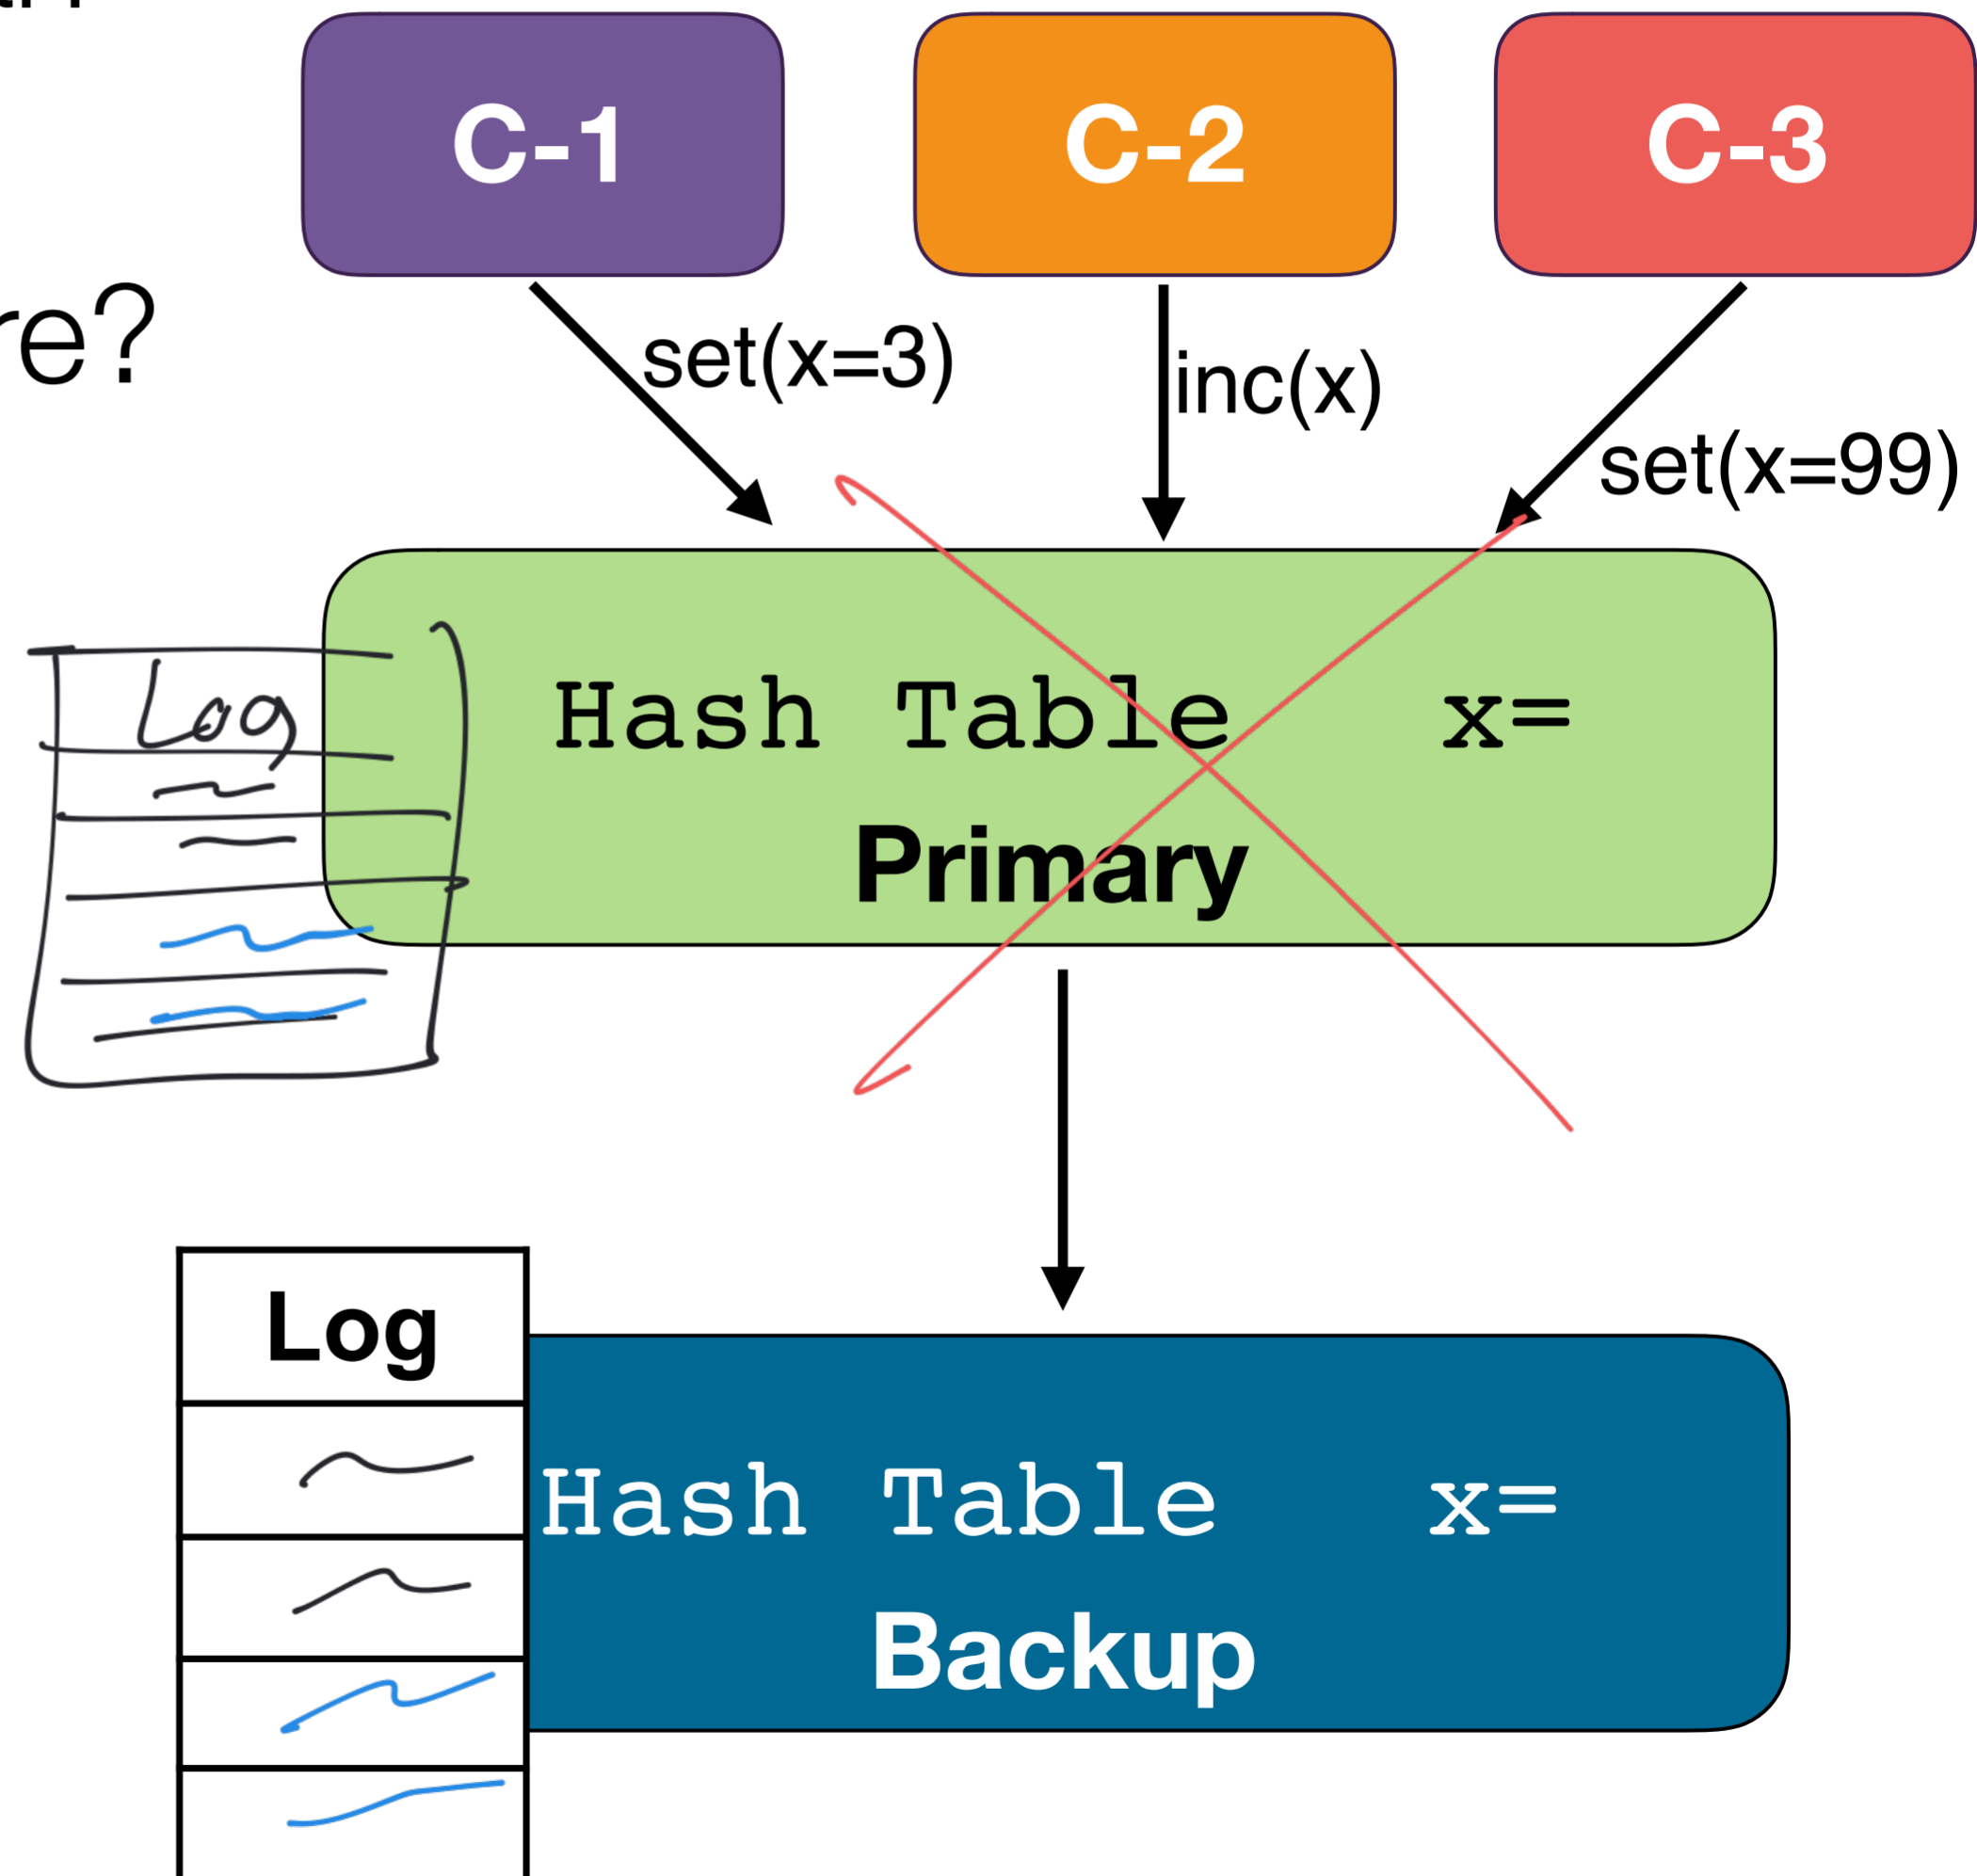 C-1
C-2
C-3
re?
set(x=3)
inc(x)
set(x=99)
Log
Hash Table x=
Primary
Log
Hash Table x=
Backup